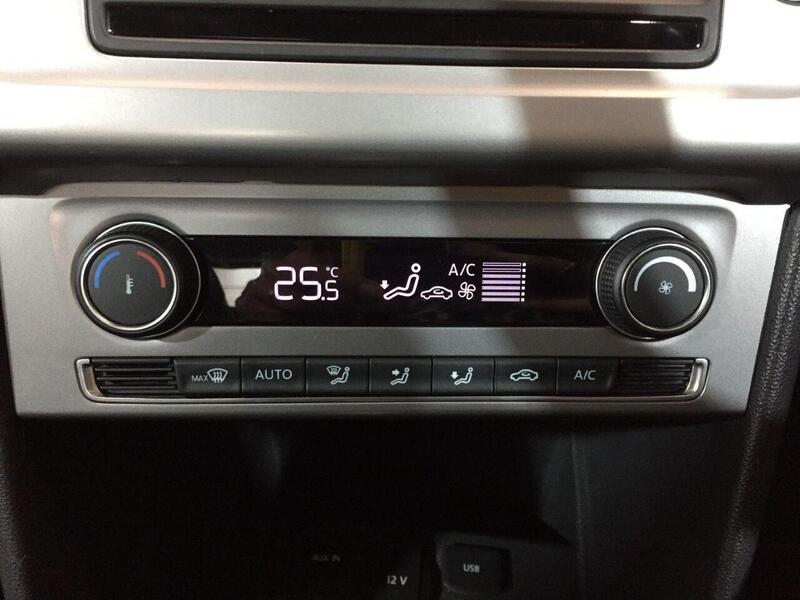 25.5 °C
A/C
MAX
AUTO
A/C
AUX IN
12 V
USB